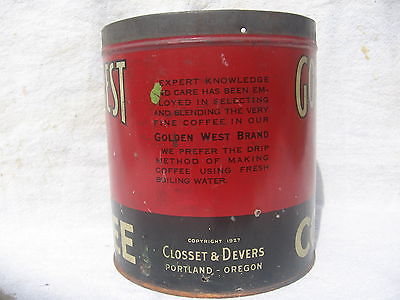 EST
GO
EXPERT KNOWLEDGE
AND CARE HAS BEEN EM-
PLOYED IN SELECTING
AND BLENDING THE VERY
FINE COFFEE IN OUR
GOLDEN WEST BRAND
WE PREFER THE DRIP
METHOD OF MAKING
COFFEE USING FRESH
BOILING WATER.
EE
CO
COPYRIGHT 1927
CLOSSET & DEVERS
PORTLAND - OREGON